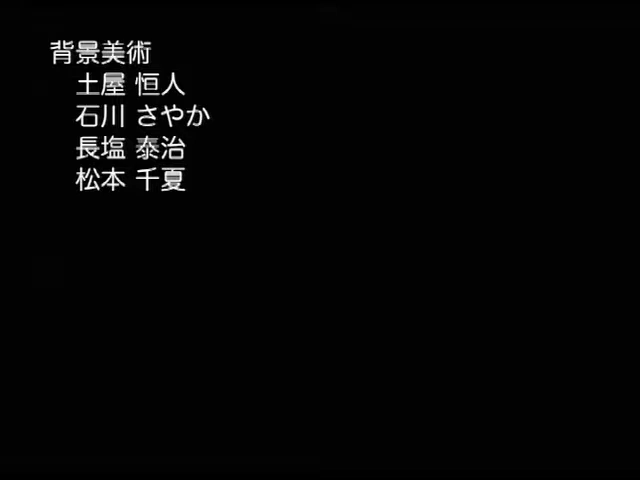 背景美術
土屋 恒人
石川 さやか
長塩 泰治
松本 千夏